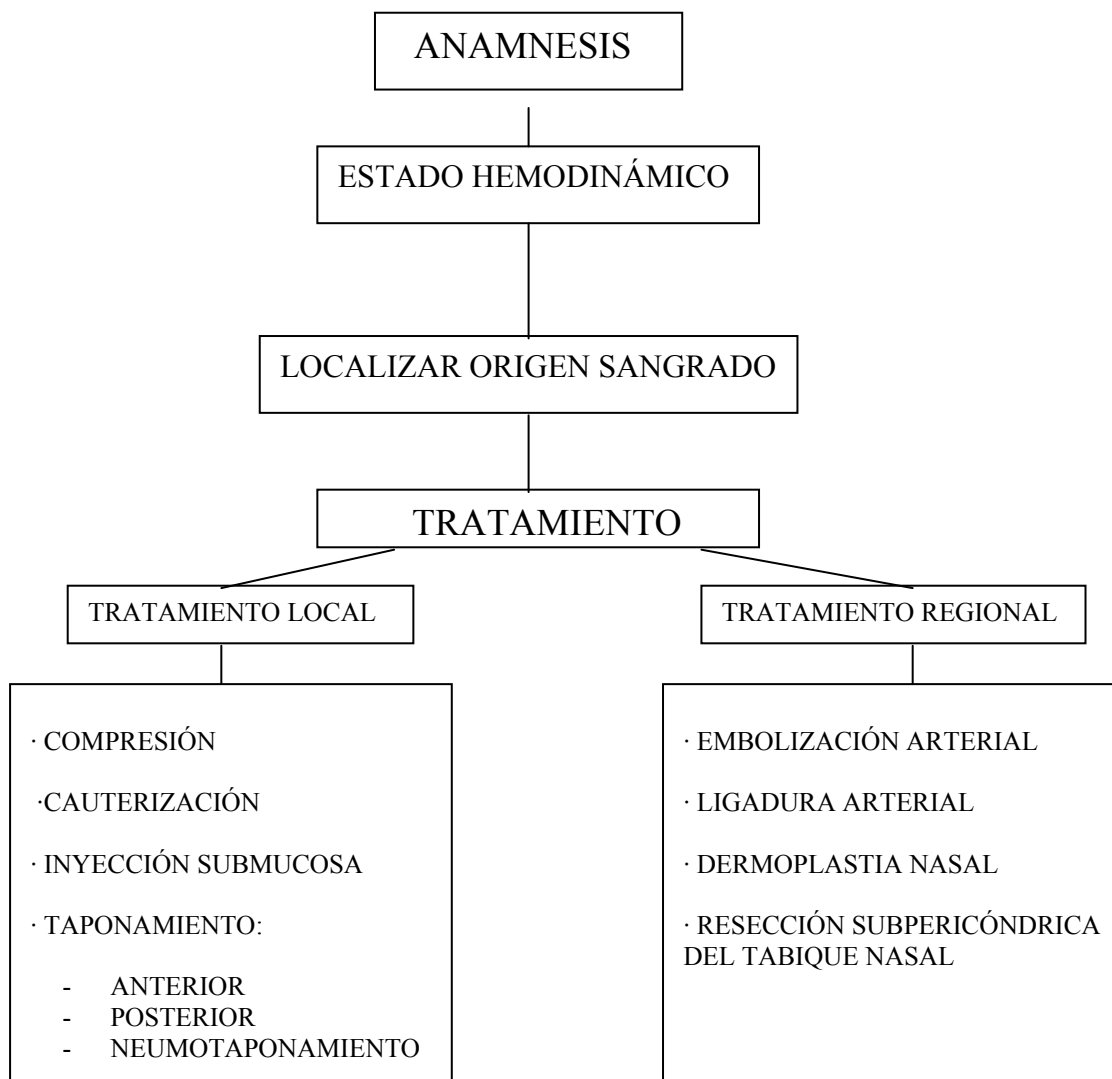 ANAMNESIS
ESTADO HEMODINÁMICO
LOCALIZAR ORIGEN SANGRADO
TRATAMIENTO
TRATAMIENTO LOCAL
TRATAMIENTO REGIONAL
· COMPRESIÓN
·CAUTERIZACIÓN
· INYECCIÓN SUBMUCOSA
· TAPONAMIENTO:
- ANTERIOR
- POSTERIOR
- NEUMOTAPONAMIENTO
· EMBOLIZACIÓN ARTERIAL
· LIGADURA ARTERIAL
· DERMOPLASTIA NASAL
· RESECCIÓN SUBPERICÓNDRICA
DEL TABIQUE NASAL